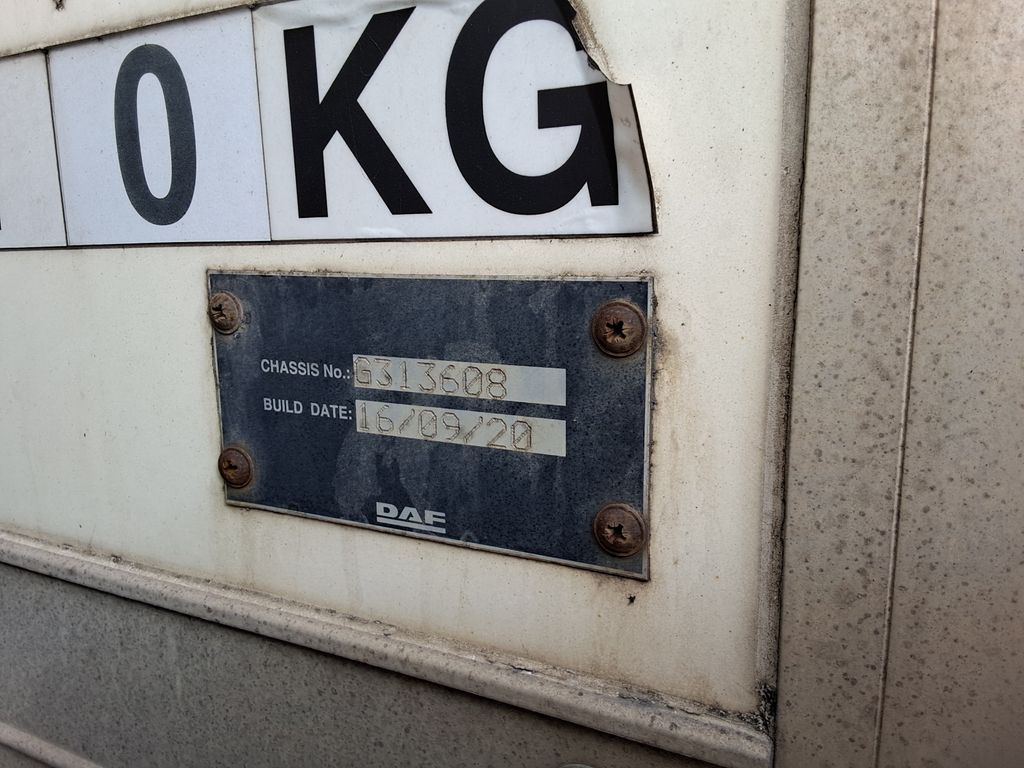 0 KG
CHASSIS No.: G313608
BUILD DATE: 16/09/20
DAF